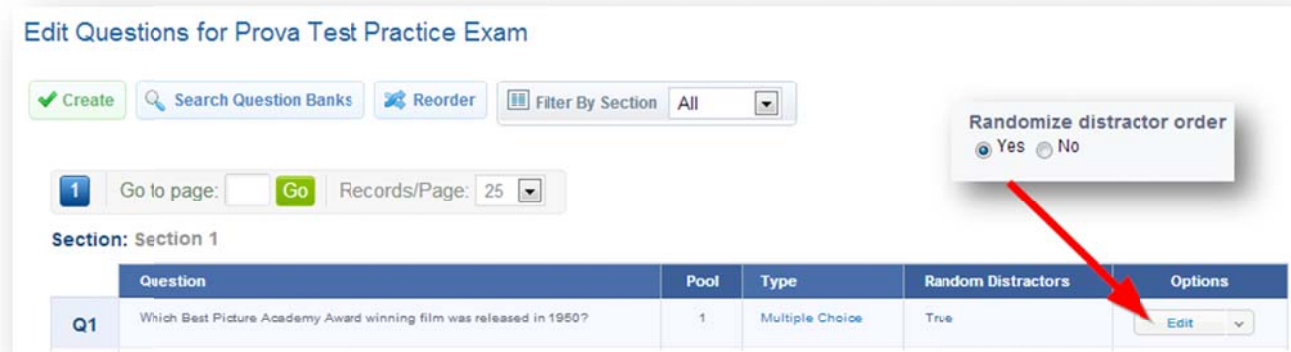 Edit Questions for Prova Test Practice Exam
Create Search Question Banks Reorder Filter By Section All
Randomize distractor order
Yes No
1 Go to page: Go Records/Page: 25
Section: Section 1
Question Pool Type Random Distractors Options
Q1 Which Best Picture Academy Award winning film was released in 1950? 1 Multiple Choice True Edit